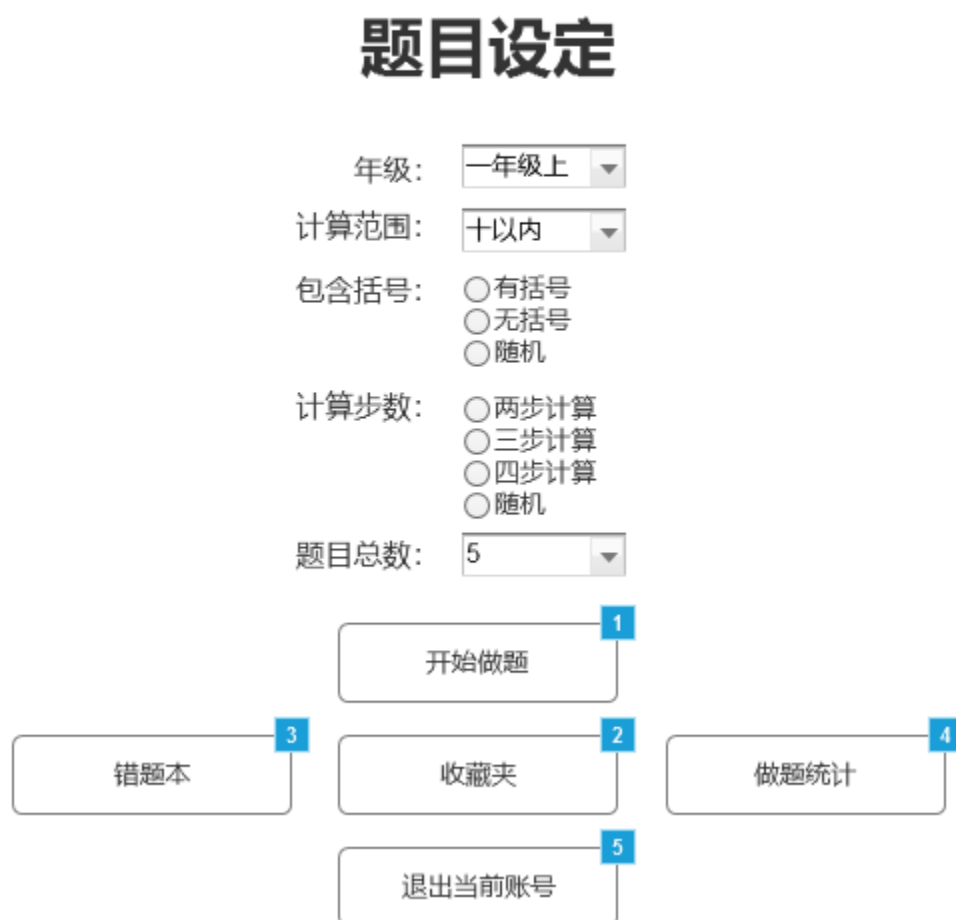 题目设定
年级： 一年级上
计算范围： 十以内
包含括号： 有括号
无括号
随机
计算步数： 两步计算
三步计算
四步计算
随机
题目总数： 5
1
开始做题
3 2 4
错题本 收藏夹 做题统计
5
退出当前账号